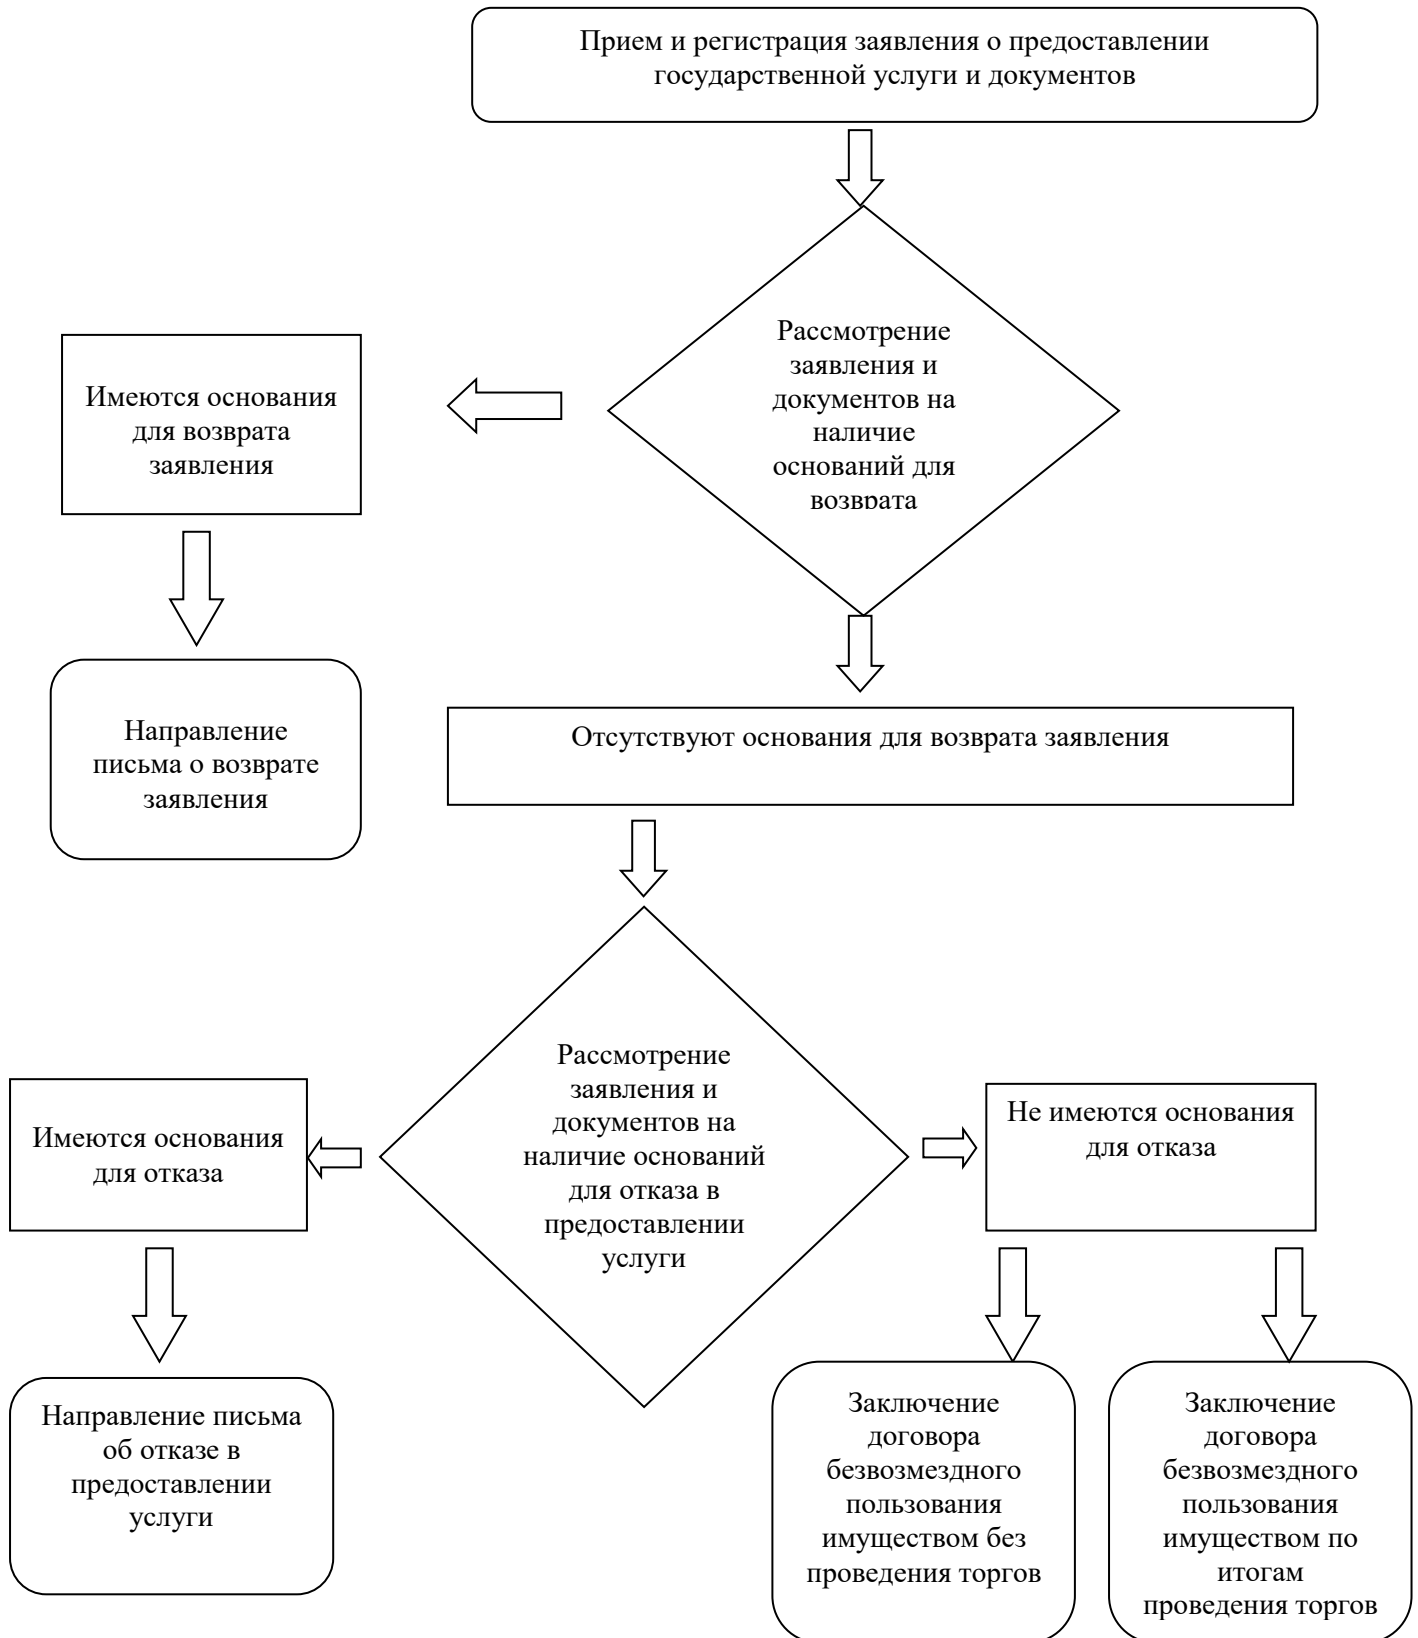 Прием и регистрация заявления о предоставлении
государственной услуги и документов
Рассмотрение
заявления и
документов на
наличие
оснований для
возврата
Имеются основания
для возврата
заявления
Направление
письма о возврате
заявления
Отсутствуют основания для возврата заявления
Рассмотрение
заявления и
документов на
наличие оснований
для отказа в
предоставлении
услуги
Имеются основания
для отказа
Не имеются основания
для отказа
Направление письма
об отказе в
предоставлении
услуги
Заключение
договора
безвозмездного
пользования
имуществом без
проведения торгов
Заключение
договора
безвозмездного
пользования
имуществом по
итогам
проведения торгов